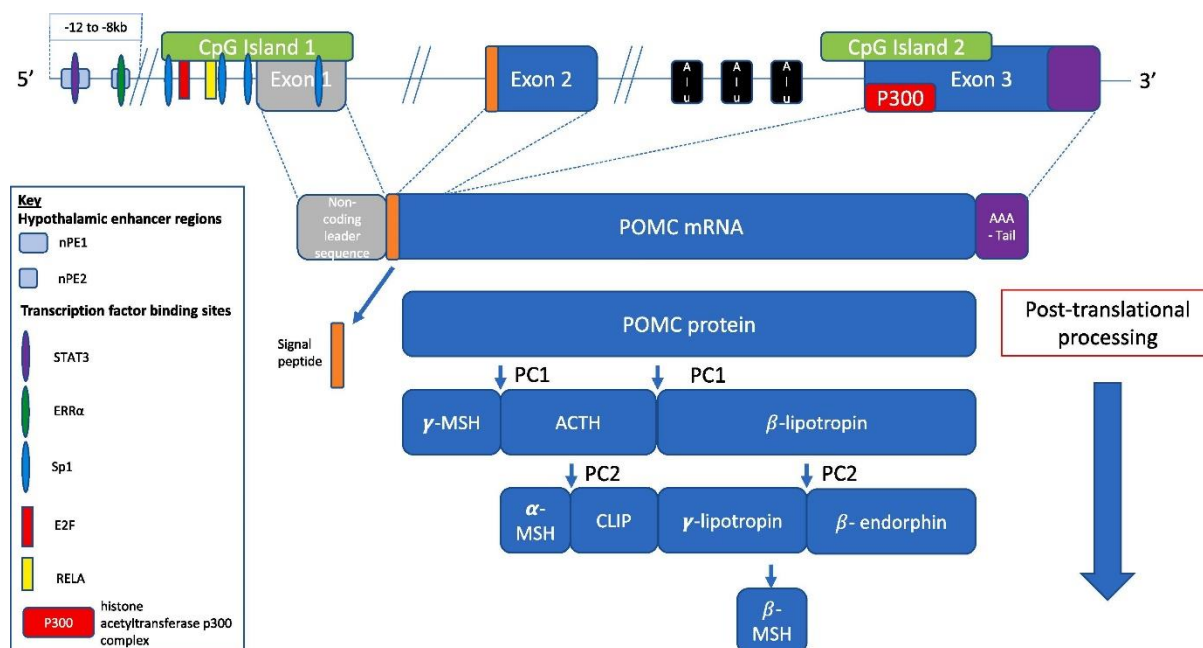 -12 to -8kb
CpG Island 1
CpG Island 2
5’
Exon 1
Exon 2
A
l
u
A
l
u
A
l
u
Exon 3
P300
3’
Key
Hypothalamic enhancer regions
nPE1
nPE2
Transcription factor binding sites
STAT3
ERRα
Sp1
E2F
RELA
P300
histone
acetyltransferase p300
complex
Non-
coding
leader
sequence
POMC mRNA
AAA
- Tail
Signal
peptide
POMC protein
Post-translational
processing
PC1
PC1
γ-MSH
ACTH
β-lipotropin
PC2
PC2
α-
MSH
CLIP
γ-lipotropin
β- endorphin
β-
MSH